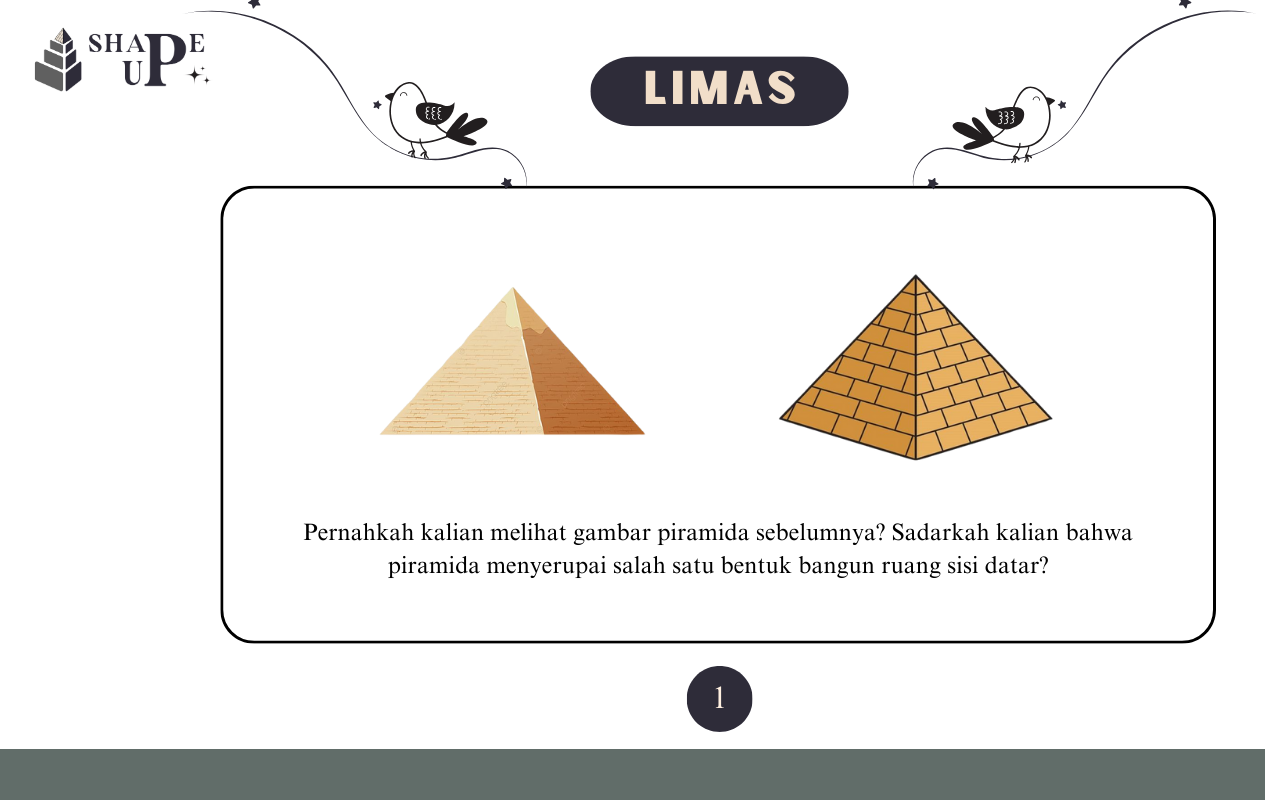 SHAPE
UP
LIMAS
Pernahkah kalian melihat gambar piramida sebelumnya? Sadarkah kalian bahwa
piramida menyerupai salah satu bentuk bangun ruang sisi datar?
1